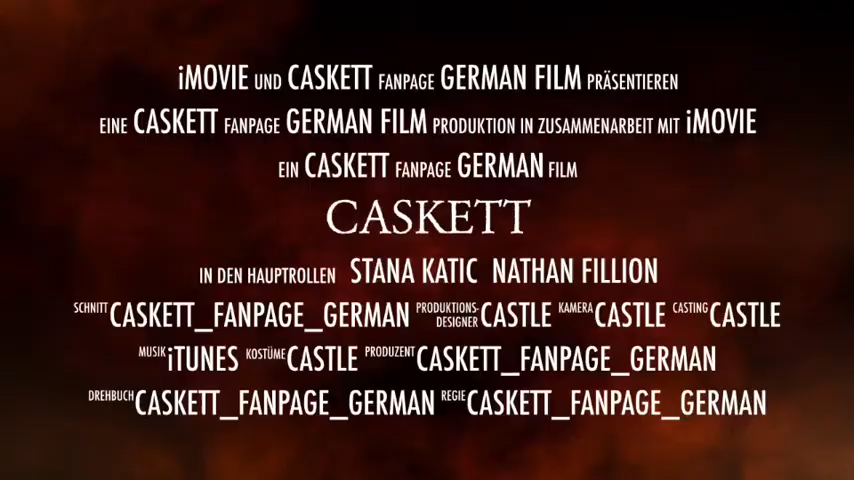 iMOVIE UND CASKETT FANPAGE GERMAN FILM PRÄSENTIEREN
EINE CASKETT FANPAGE GERMAN FILM PRODUKTION IN ZUSAMMENARBEIT MIT iMOVIE
EIN CASKETT FANPAGE GERMAN FILM
CASKETT
IN DEN HAUPTROLLEN STANA KATIC NATHAN FILLION
SCHNITT CASKETT_FANPAGE_GERMAN PRODUKTIONS-DESIGNER CASTLE KAMERA CASTLE CASTING CASTLE
MUSIK iTUNES KOSTÜME CASTLE PRODUZENT CASKETT_FANPAGE_GERMAN
DREHBUCH CASKETT_FANPAGE_GERMAN REGIE CASKETT_FANPAGE_GERMAN